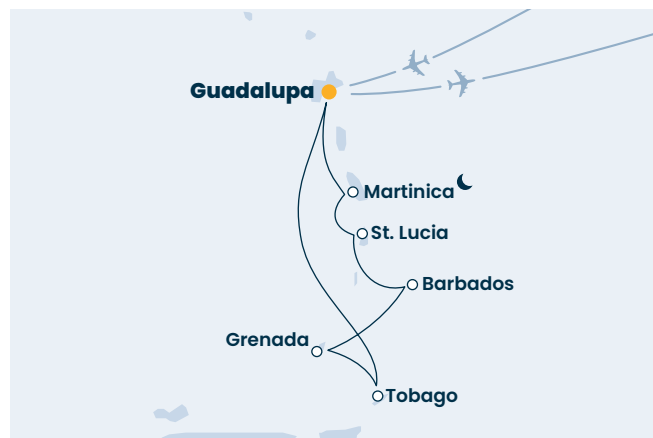 Guadalupa
Martinica
St. Lucia
Barbados
Grenada
Tobago